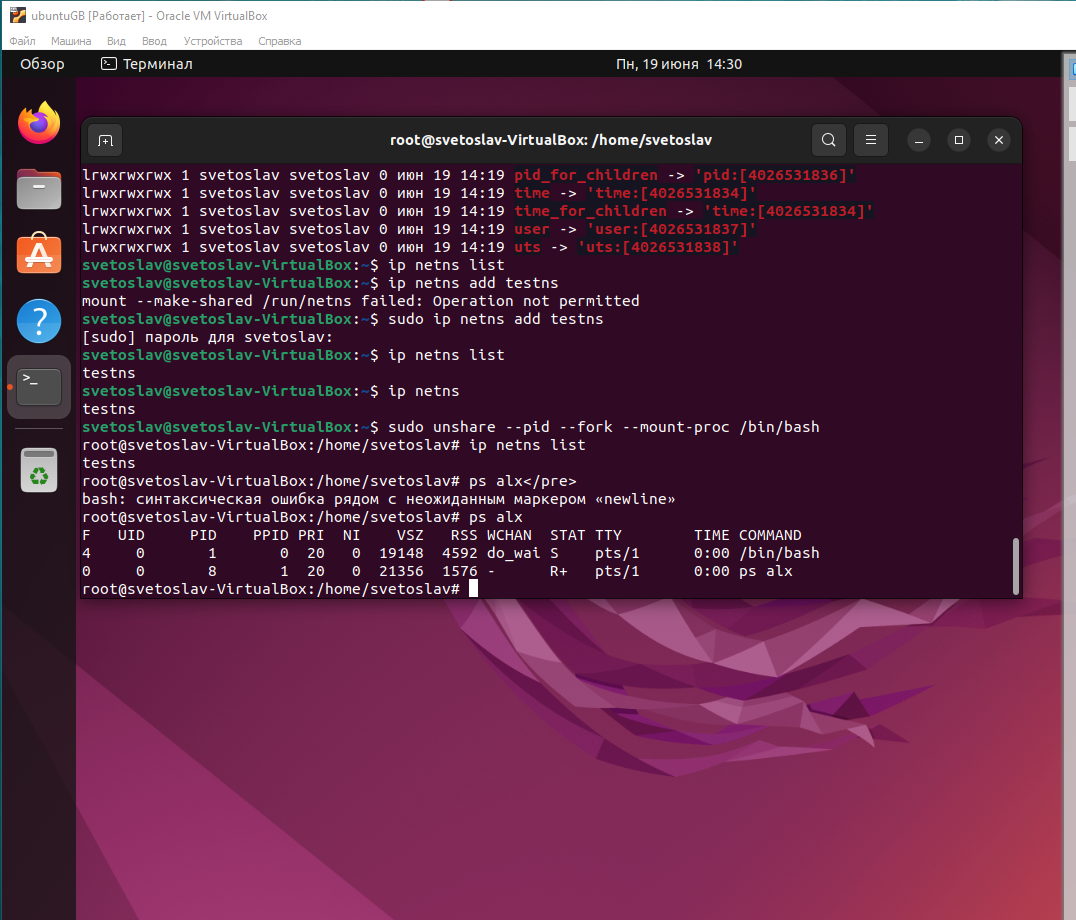 ubuntuGB [Работает] - Oracle VM VirtualBox
Файл Машина Вид Ввод Устройства Справка
Обзор Терминал Пн, 19 июня 14:30
root@svetoslav-VirtualBox: /home/svetoslav
lrwxrwxrwx 1 svetoslav svetoslav 0 июн 19 14:19 pid_for_children -> 'pid:[4026531836]'
lrwxrwxrwx 1 svetoslav svetoslav 0 июн 19 14:19 time -> 'time:[4026531834]'
lrwxrwxrwx 1 svetoslav svetoslav 0 июн 19 14:19 time_for_children -> 'time:[4026531834]'
lrwxrwxrwx 1 svetoslav svetoslav 0 июн 19 14:19 user -> 'user:[4026531837]'
lrwxrwxrwx 1 svetoslav svetoslav 0 июн 19 14:19 uts -> 'uts:[4026531838]'
svetoslav@svetoslav-VirtualBox:~$ ip netns list
svetoslav@svetoslav-VirtualBox:~$ ip netns add testns
mount --make-shared /run/netns failed: Operation not permitted
svetoslav@svetoslav-VirtualBox:~$ sudo ip netns add testns
[sudo] пароль для svetoslav:
svetoslav@svetoslav-VirtualBox:~$ ip netns list
testns
svetoslav@svetoslav-VirtualBox:~$ ip netns
testns
svetoslav@svetoslav-VirtualBox:~$ sudo unshare --pid --fork --mount-proc /bin/bash
root@svetoslav-VirtualBox:/home/svetoslav# ip netns list
testns
root@svetoslav-VirtualBox:/home/svetoslav# ps alx</pre>
bash: синтаксическая ошибка рядом с неожиданным маркером «newline»
root@svetoslav-VirtualBox:/home/svetoslav# ps alx
F UID PID PPID PRI NI VSZ RSS WCHAN STAT TTY TIME COMMAND
4 0 1 0 20 0 19148 4592 do_wai S pts/1 0:00 /bin/bash
0 0 8 1 20 0 21356 1576 - R+ pts/1 0:00 ps alx
root@svetoslav-VirtualBox:/home/svetoslav#